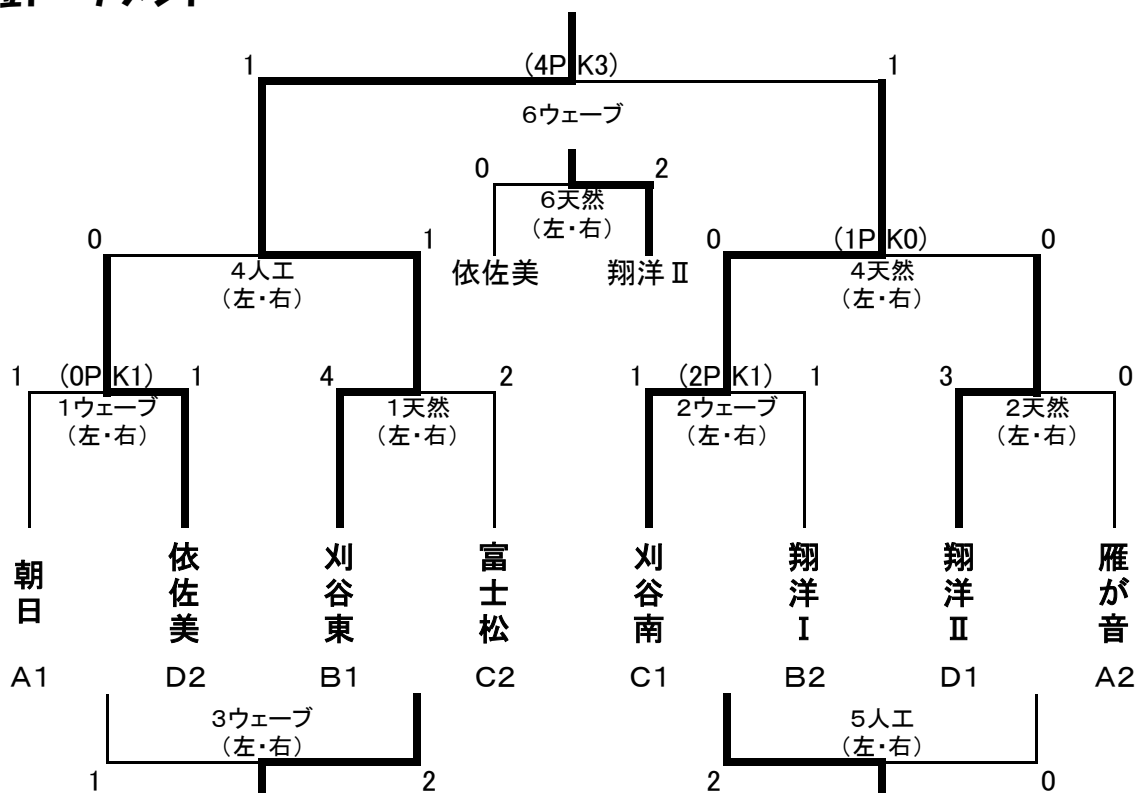 1 (4PK3) 1
6ウェーブ
0 2
6天然
(左・右)
依佐美 翔洋Ⅱ
0 1 0 (1PK0) 0
4人工 4天然
(左・右) (左・右)
1 (0PK1) 1 4 2 1 (2PK1) 1 3 0
1ウェーブ 1天然 2ウェーブ 2天然
(左・右) (左・右) (左・右) (左・右)
朝日 依佐美 刈谷東 富士松 刈谷南 翔洋Ⅰ 翔洋Ⅱ 雁が音
A1 D2 B1 C2 C1 B2 D1 A2
3ウェーブ 5人工
(左・右) (左・右)
1 2 2 0